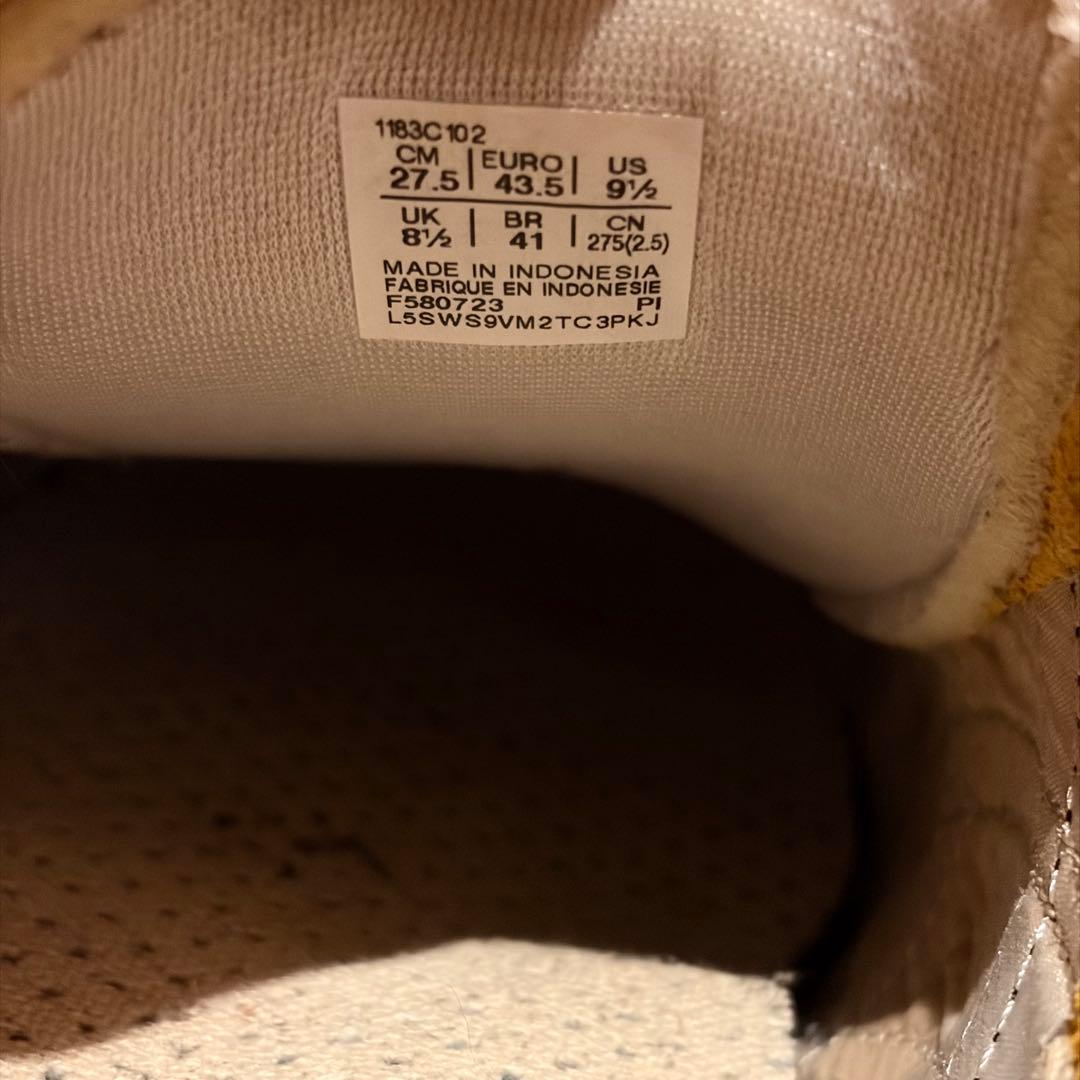 1183C102
CM | EURO | US
27.5 | 43.5 | 9½
UK | BR | CN
8½ | 41 | 275(2.5)
MADE IN INDONESIA
FABRIQUE EN INDONESIE
F580723 PI
L5SWS9VM2TC3PKJ